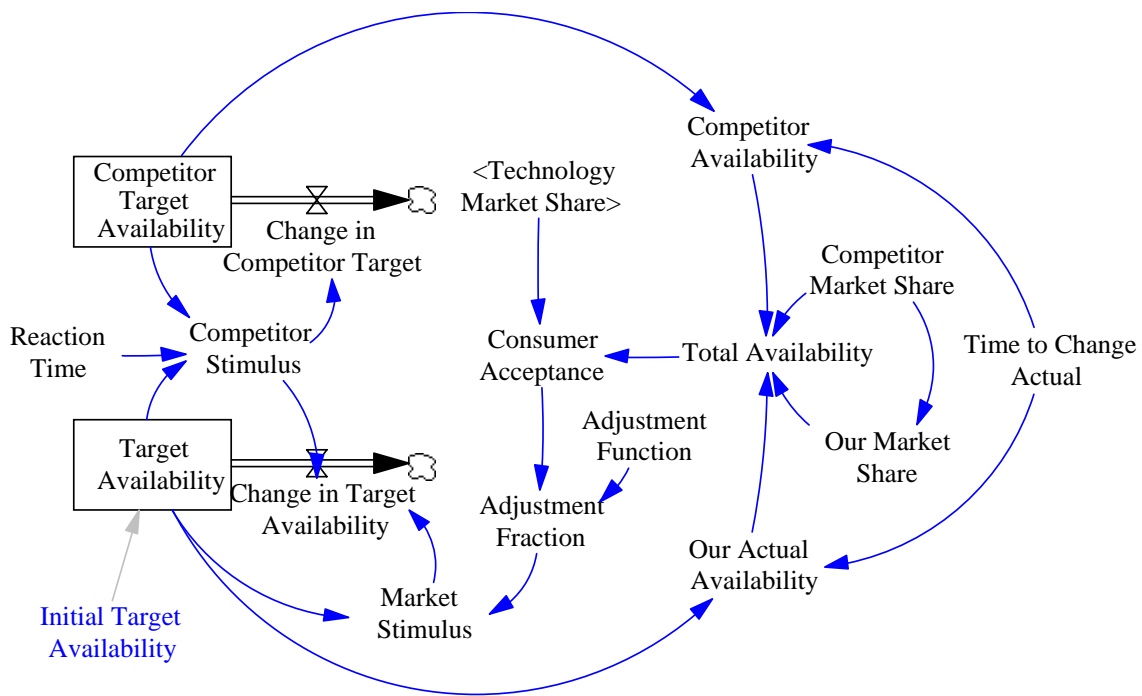 Competitor
Availability
Competitor
Target
Availability
<Technology
Market Share>
Change in
Competitor Target
Competitor
Market Share
Reaction
Time
Competitor
Stimulus
Consumer
Acceptance
Total Availability
Time to Change
Actual
Target
Availability
Adjustment
Function
Our Market
Share
Change in Target
Availability
Adjustment
Fraction
Our Actual
Availability
Initial Target
Availability
Market
Stimulus